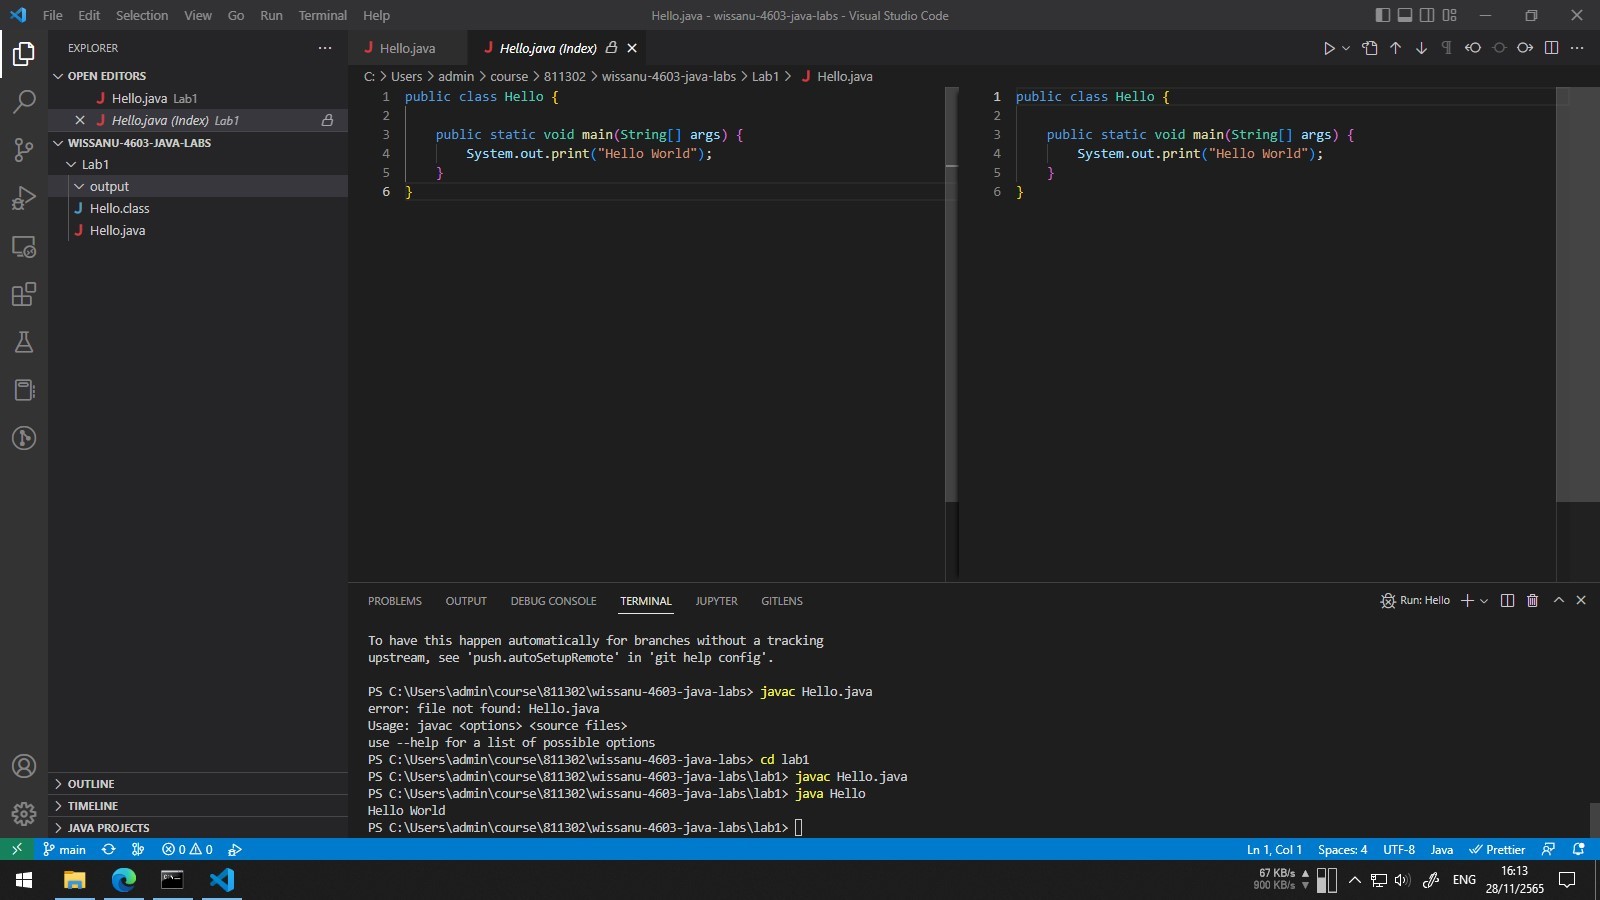 File Edit Selection View Go Run Terminal Help
Hello.java - wissanu-4603-java-labs - Visual Studio Code
EXPLORER
OPEN EDITORS
Hello.java Lab1
Hello.java (Index) Lab1
WISSANU-4603-JAVA-LABS
Lab1
output
Hello.class
Hello.java
OUTLINE
TIMELINE
JAVA PROJECTS
Hello.java
Hello.java (Index)
C: > Users > admin > course > 811302 > wissanu-4603-java-labs > Lab1 > Hello.java
1 public class Hello {
2
3 public static void main(String[] args) {
4 System.out.print("Hello World");
5 }
6 }
1 public class Hello {
2
3 public static void main(String[] args) {
4 System.out.print("Hello World");
5 }
6 }
PROBLEMS OUTPUT DEBUG CONSOLE TERMINAL JUPYTER GITLENS
Run: Hello
To have this happen automatically for branches without a tracking
upstream, see 'push.autoSetupRemote' in 'git help config'.
PS C:\Users\admin\course\811302\wissanu-4603-java-labs> javac Hello.java
error: file not found: Hello.java
Usage: javac <options> <source files>
use --help for a list of possible options
PS C:\Users\admin\course\811302\wissanu-4603-java-labs> cd lab1
PS C:\Users\admin\course\811302\wissanu-4603-java-labs\lab1> javac Hello.java
PS C:\Users\admin\course\811302\wissanu-4603-java-labs\lab1> java Hello
Hello World
PS C:\Users\admin\course\811302\wissanu-4603-java-labs\lab1>
main 0 0
Ln 1, Col 1 Spaces: 4 UTF-8 Java Prettier
67 KB/s
900 KB/s
ENG
16:13
28/11/2565